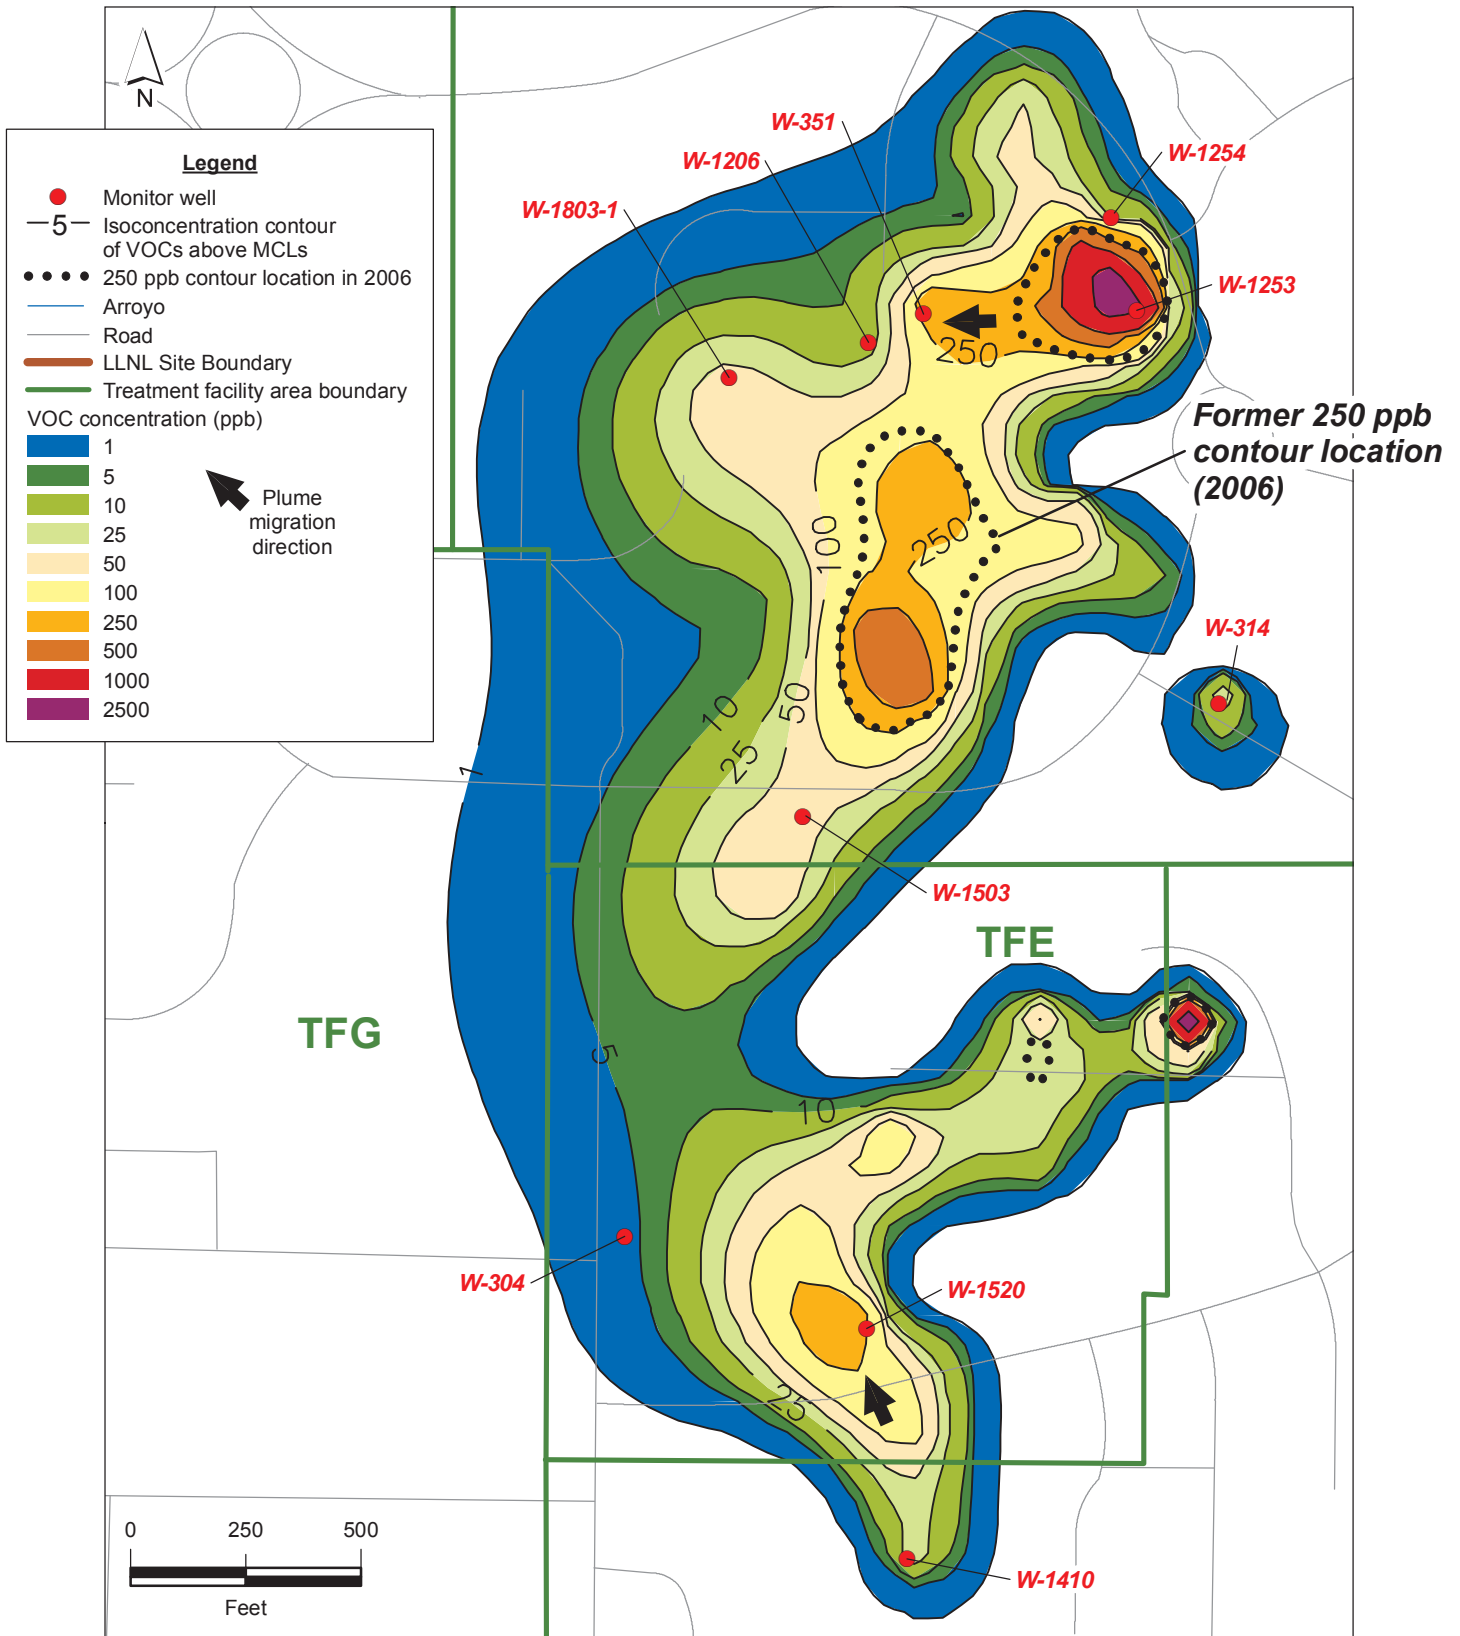 N
Legend
Monitor well
5
Isoconcentration contour
of VOCs above MCLs
250 ppb contour location in 2006
Arroyo
Road
LLNL Site Boundary
Treatment facility area boundary
VOC concentration (ppb)
1
5
10
25
50
100
250
500
1000
2500
Plume
migration
direction
W-351
W-1206
W-1803-1
W-1254
W-1253
250
Former 250 ppb
contour location
(2006)
100
250
W-314
10
50
25
1
W-1503
TFE
TFG
5
10
W-304
W-1520
25
W-1410
0 250 500
Feet